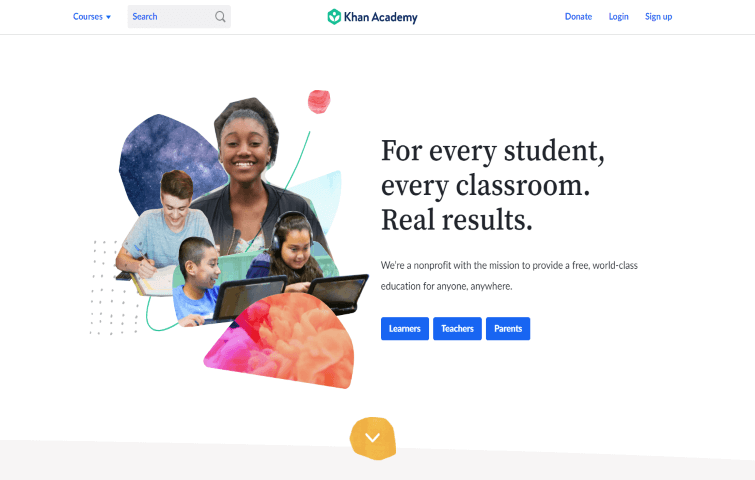 Courses
Search
Khan Academy
Donate
Login
Sign up
For every student,
every classroom.
Real results.
We're a nonprofit with the mission to provide a free, world-class
education for anyone, anywhere.
Learners
Teachers
Parents